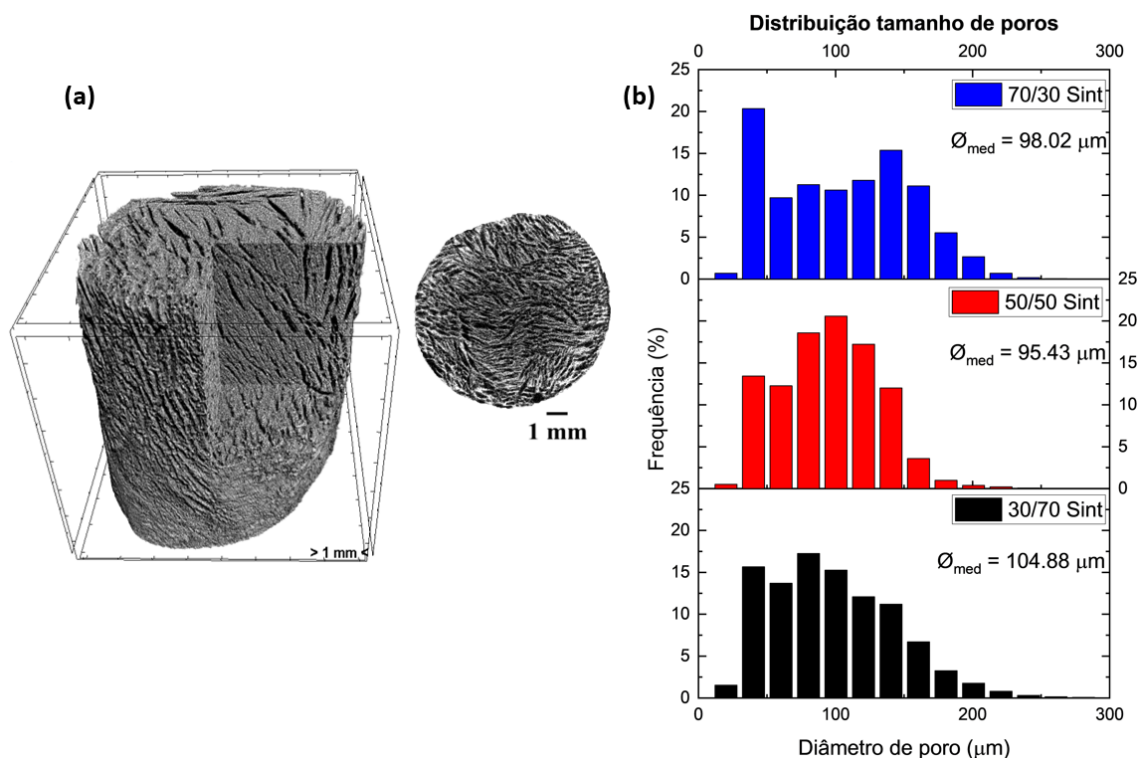 (a)
> 1 mm <
1 mm
(b)
Distribuição tamanho de poros
0 100 200 300
25
20
15
10
5
0
70/30 Sint
Ømed = 98.02 µm
25
20
15
10
5
0
50/50 Sint
Ømed = 95.43 µm
Frequência (%)
25
20
15
10
5
0
30/70 Sint
Ømed = 104.88 µm
0 100 200 300
Diâmetro de poro (µm)